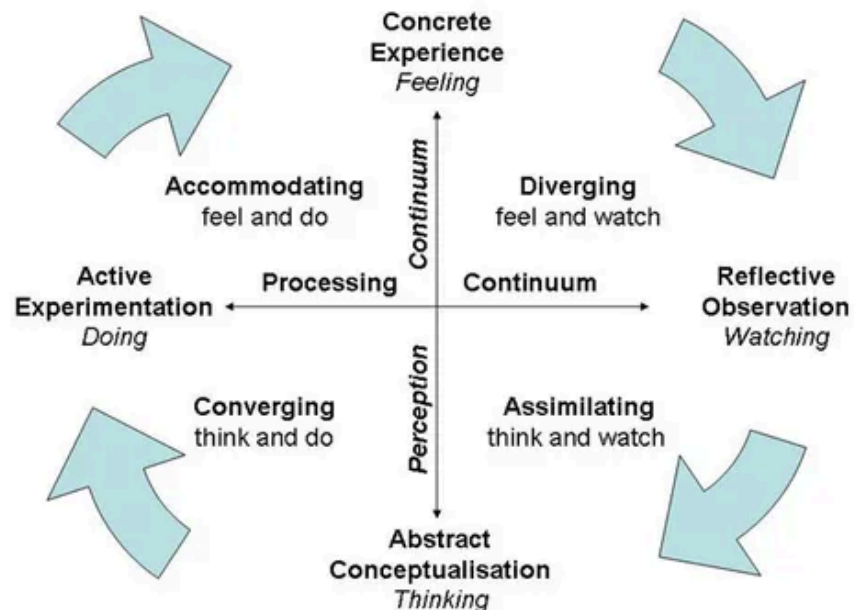 Concrete
Experience
Feeling
Continuum
Accommodating
feel and do
Diverging
feel and watch
Active
Experimentation
Doing
Processing
Continuum
Reflective
Observation
Watching
Perception
Converging
think and do
Assimilating
think and watch
Abstract
Conceptualisation
Thinking